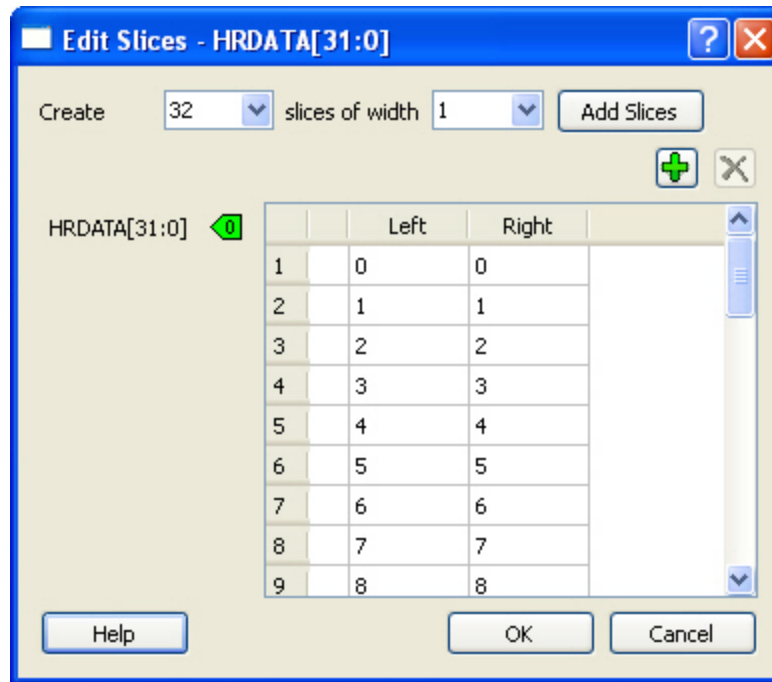 Edit Slices - HRDATA[31:0]
?
Create 32 slices of width 1 Add Slices
HRDATA[31:0] 0
Left Right
1 0 0
2 1 1
3 2 2
4 3 3
5 4 4
6 5 5
7 6 6
8 7 7
9 8 8
Help OK Cancel